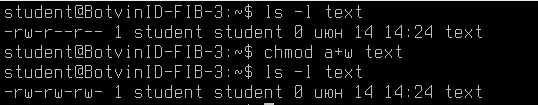 student@BotvinID-FIB-3:~$ ls -l text
-rw-r--r-- 1 student student 0 июн 14 14:24 text
student@BotvinID-FIB-3:~$ chmod a+w text
student@BotvinID-FIB-3:~$ ls -l text
-rw-rw-rw- 1 student student 0 июн 14 14:24 text